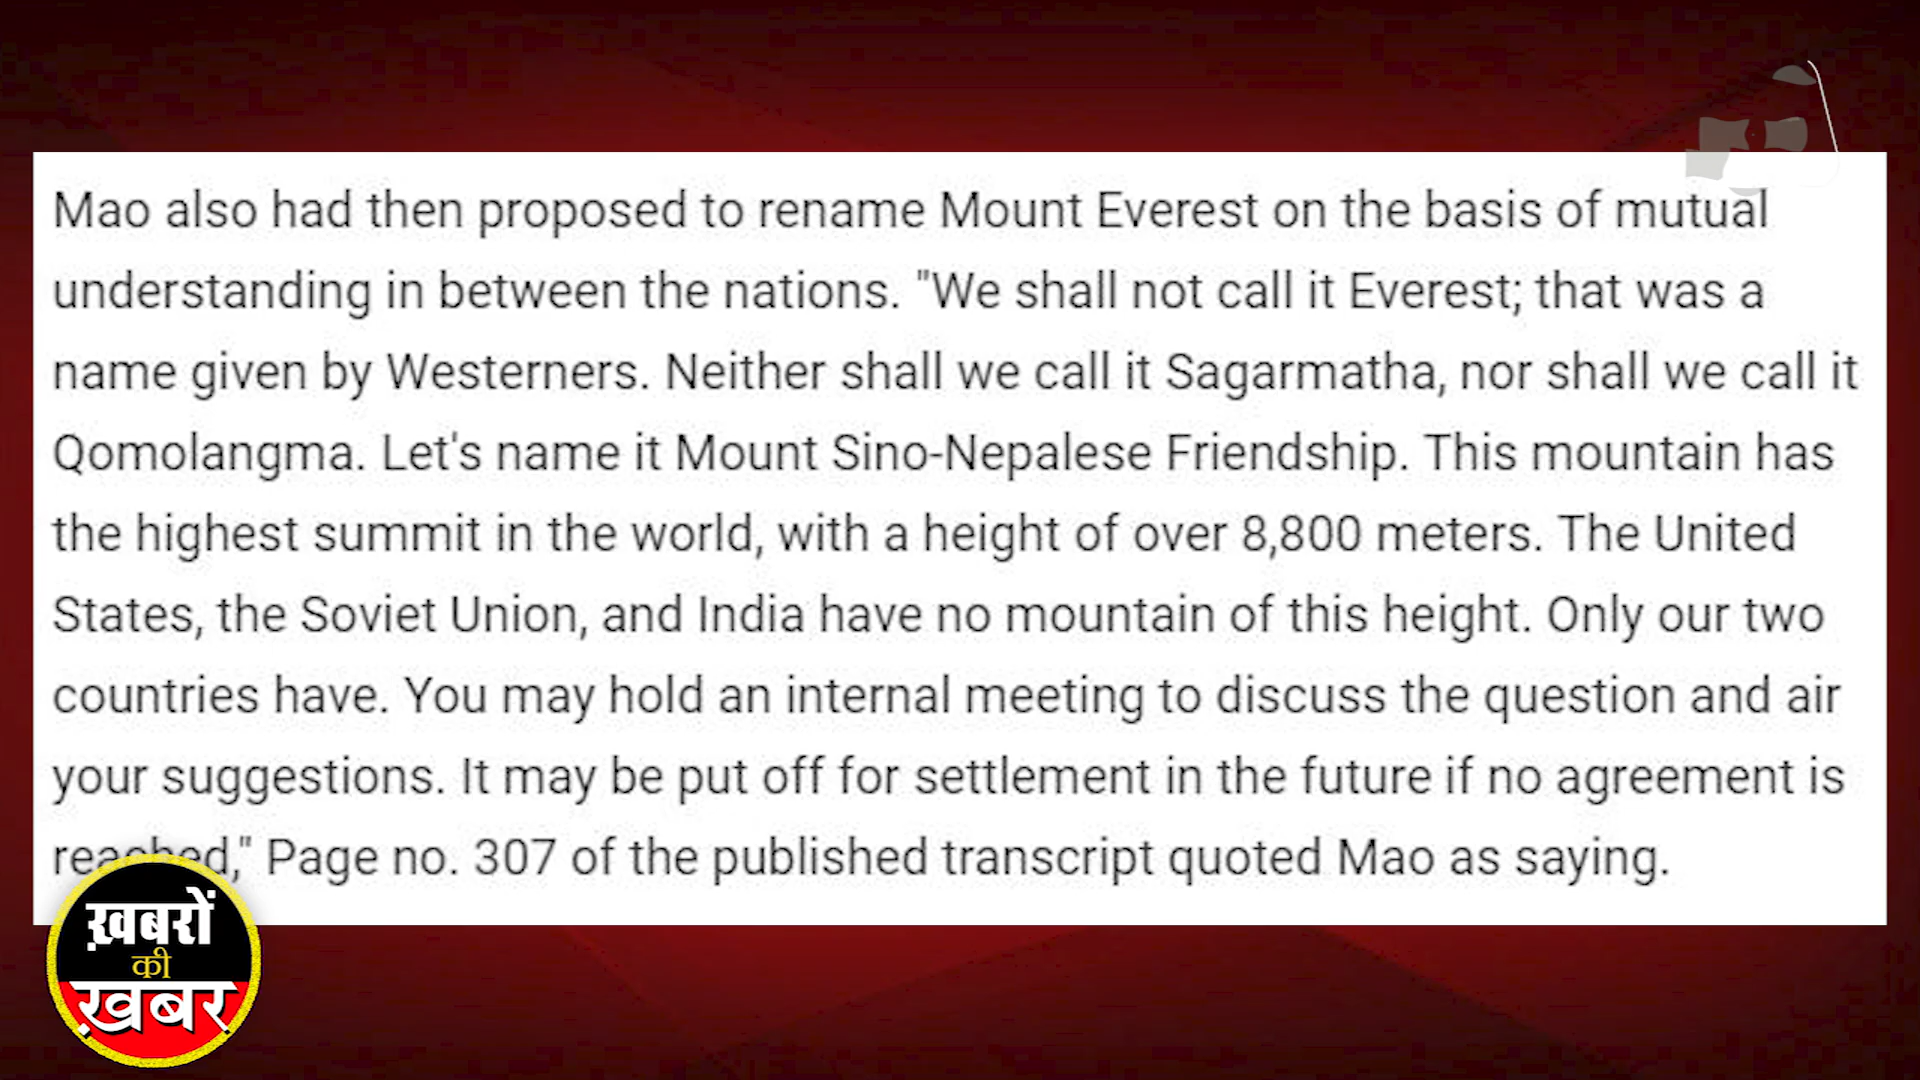 Mao also had then proposed to rename Mount Everest on the basis of mutual
understanding in between the nations. "We shall not call it Everest; that was a
name given by Westerners. Neither shall we call it Sagarmatha, nor shall we call it
Qomolangma. Let's name it Mount Sino-Nepalese Friendship. This mountain has
the highest summit in the world, with a height of over 8,800 meters. The United
States, the Soviet Union, and India have no mountain of this height. Only our two
countries have. You may hold an internal meeting to discuss the question and air
your suggestions. It may be put off for settlement in the future if no agreement is
reached," Page no. 307 of the published transcript quoted Mao as saying.
ख़बरों
की
ख़बर